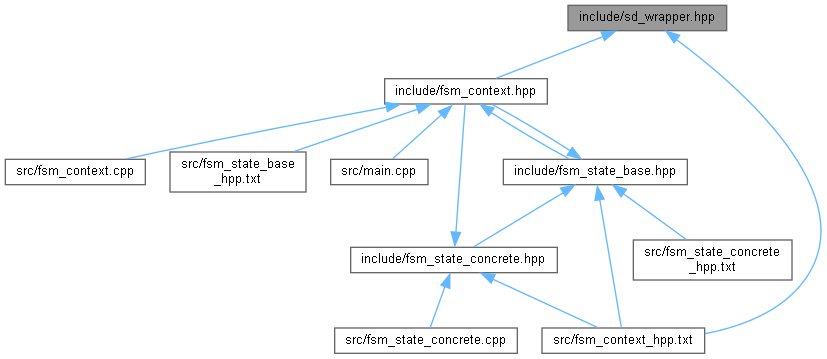 include/sd_wrapper.hpp
include/fsm_context.hpp
src/fsm_context.cpp
src/fsm_state_base
_hpp.txt
src/main.cpp
include/fsm_state_base.hpp
include/fsm_state_concrete.hpp
src/fsm_state_concrete
_hpp.txt
src/fsm_state_concrete.cpp
src/fsm_context_hpp.txt